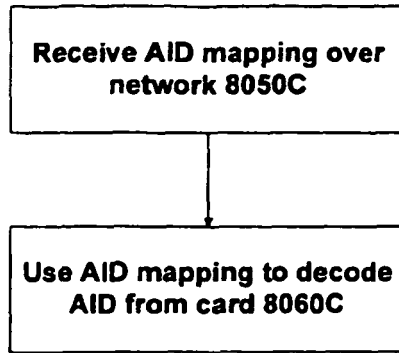 Receive AID mapping over
network 8050C
Use AID mapping to decode
AID from card 8060C